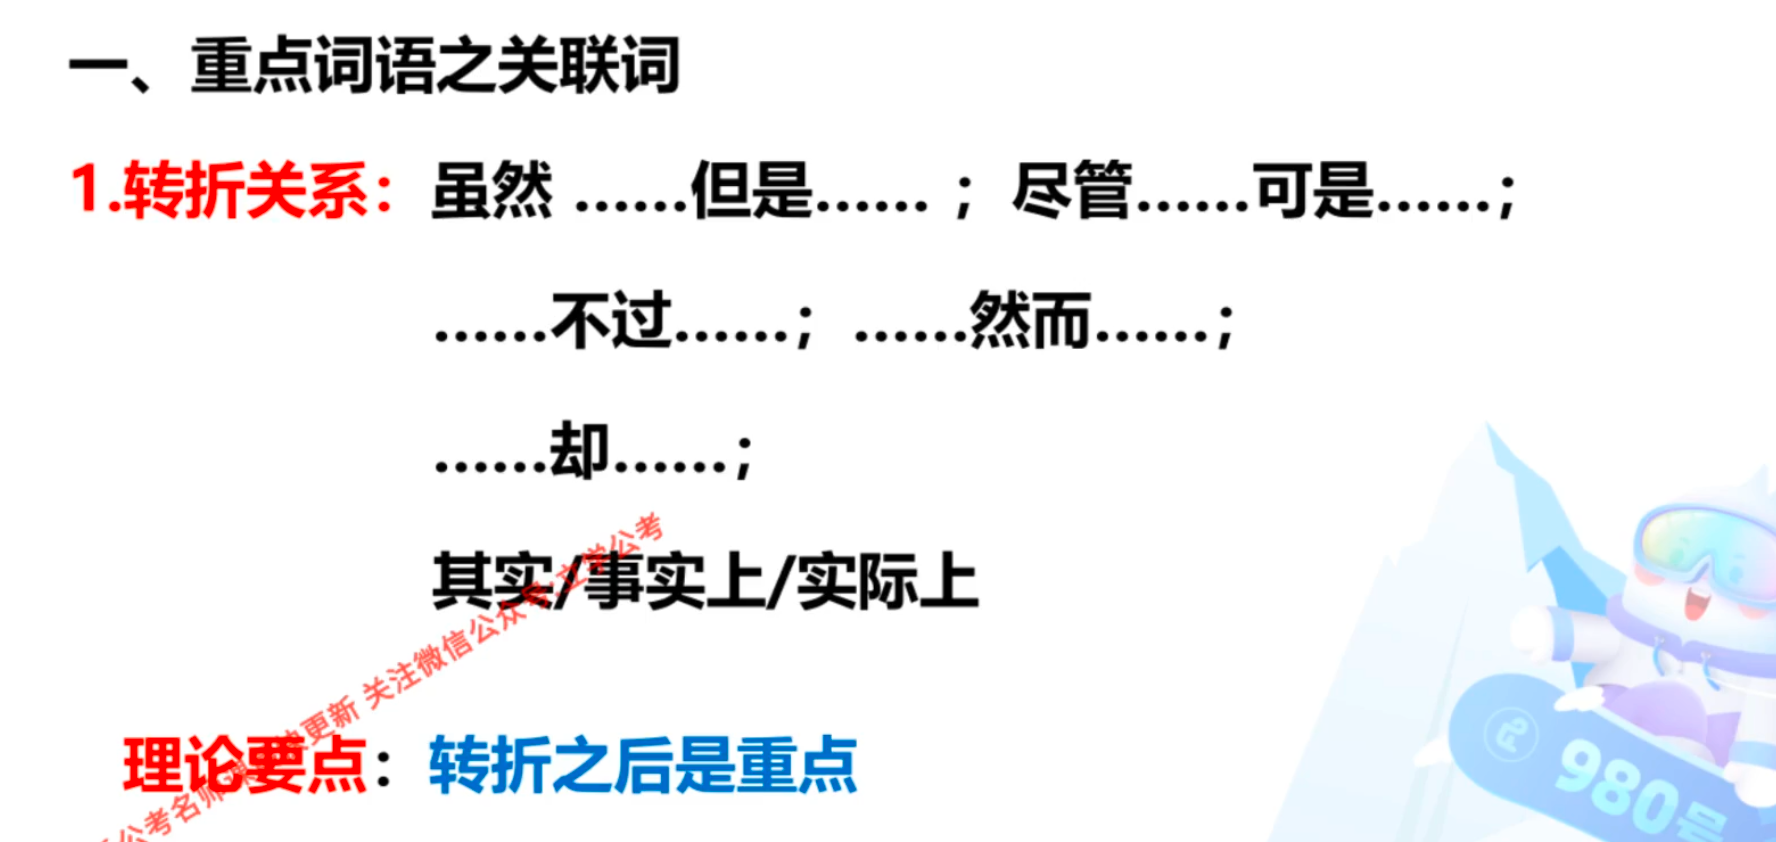 一、重点词语之关联词
1.转折关系：虽然 ……但是…… ；尽管……可是……；
……不过……；……然而……；
……却……；
其实/事实上/实际上
理论要点：转折之后是重点
公考名师 更新 关注微信公众号:立学公考
980号